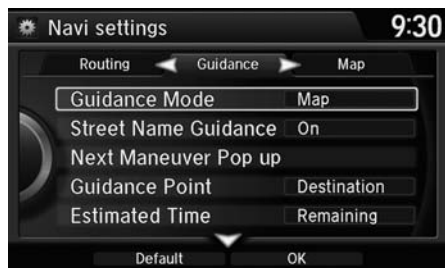 Navi settings 9:30
Routing Guidance Map
Guidance Mode Map
Street Name Guidance On
Next Maneuver Pop up
Guidance Point Destination
Estimated Time Remaining
Default OK